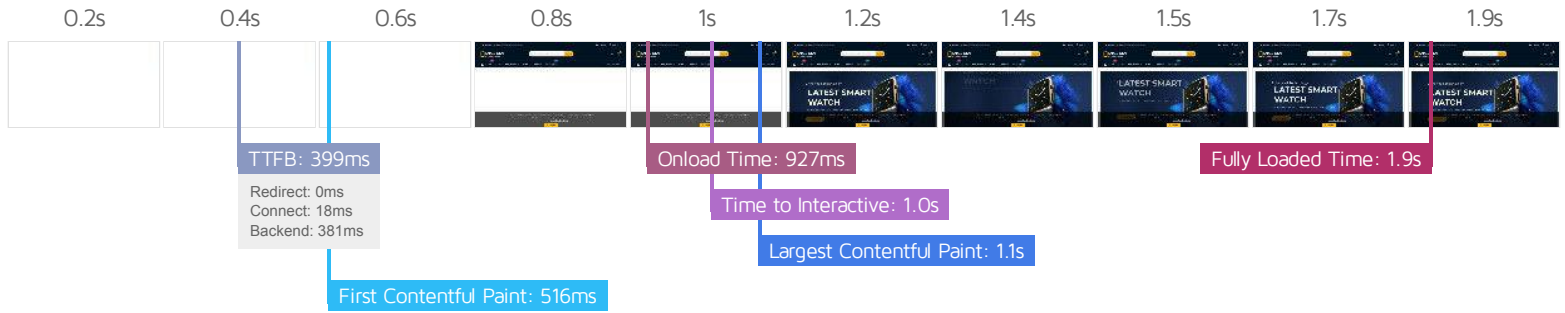 0.2s 0.4s 0.6s 0.8s 1s 1.2s 1.4s 1.5s 1.7s 1.9s
LATEST SMART
WATCH
LATEST SMART
WATCH
LATEST SMART
WATCH
LATEST SMART
WATCH
TTFB: 399ms
Redirect: 0ms
Connect: 18ms
Backend: 381ms
Onload Time: 927ms
Fully Loaded Time: 1.9s
Time to Interactive: 1.0s
Largest Contentful Paint: 1.1s
First Contentful Paint: 516ms